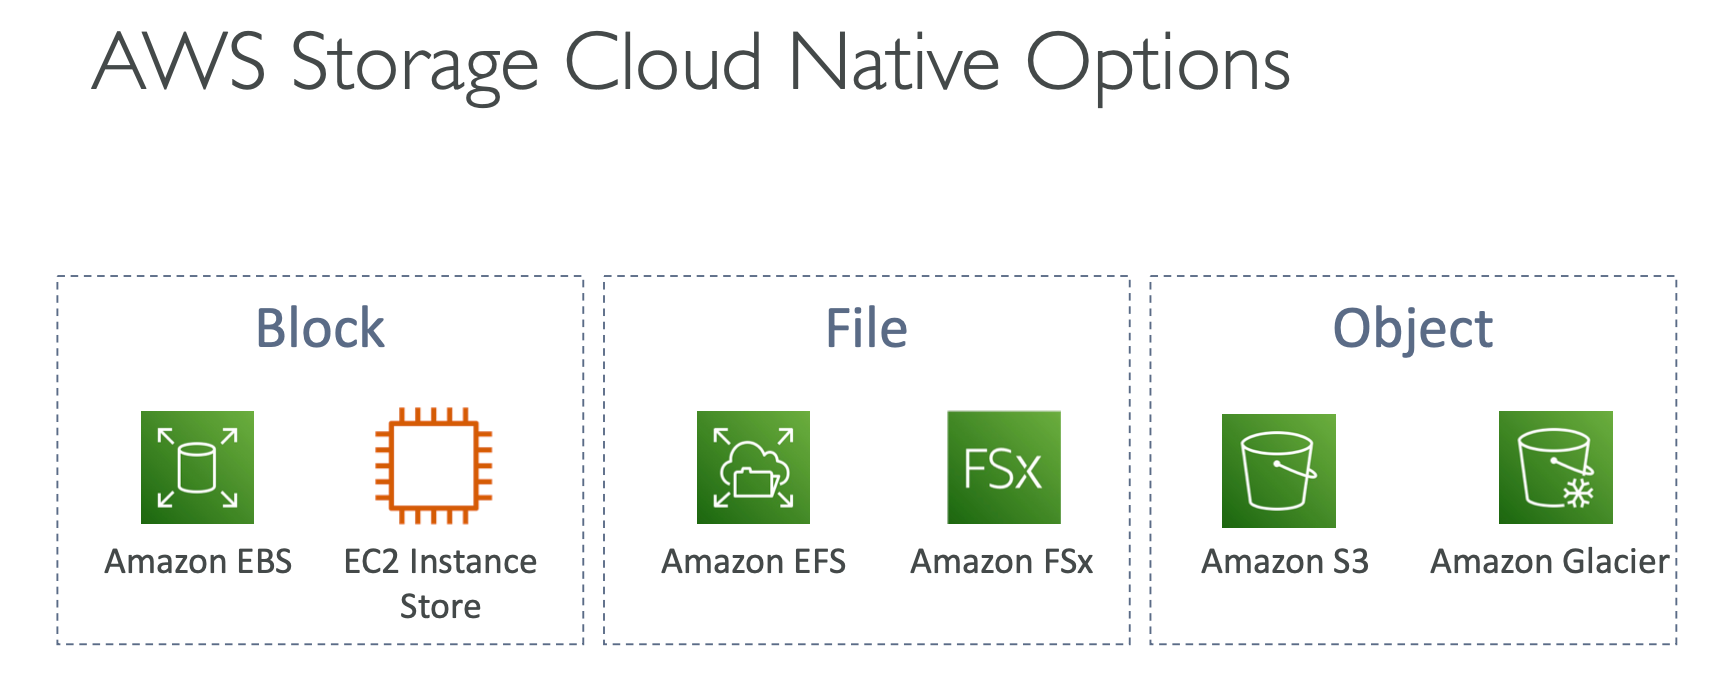 AWS Storage Cloud Native Options
Block
Amazon EBS
EC2 Instance
Store
File
Amazon EFS
FSx
Amazon FSx
Object
Amazon S3
Amazon Glacier